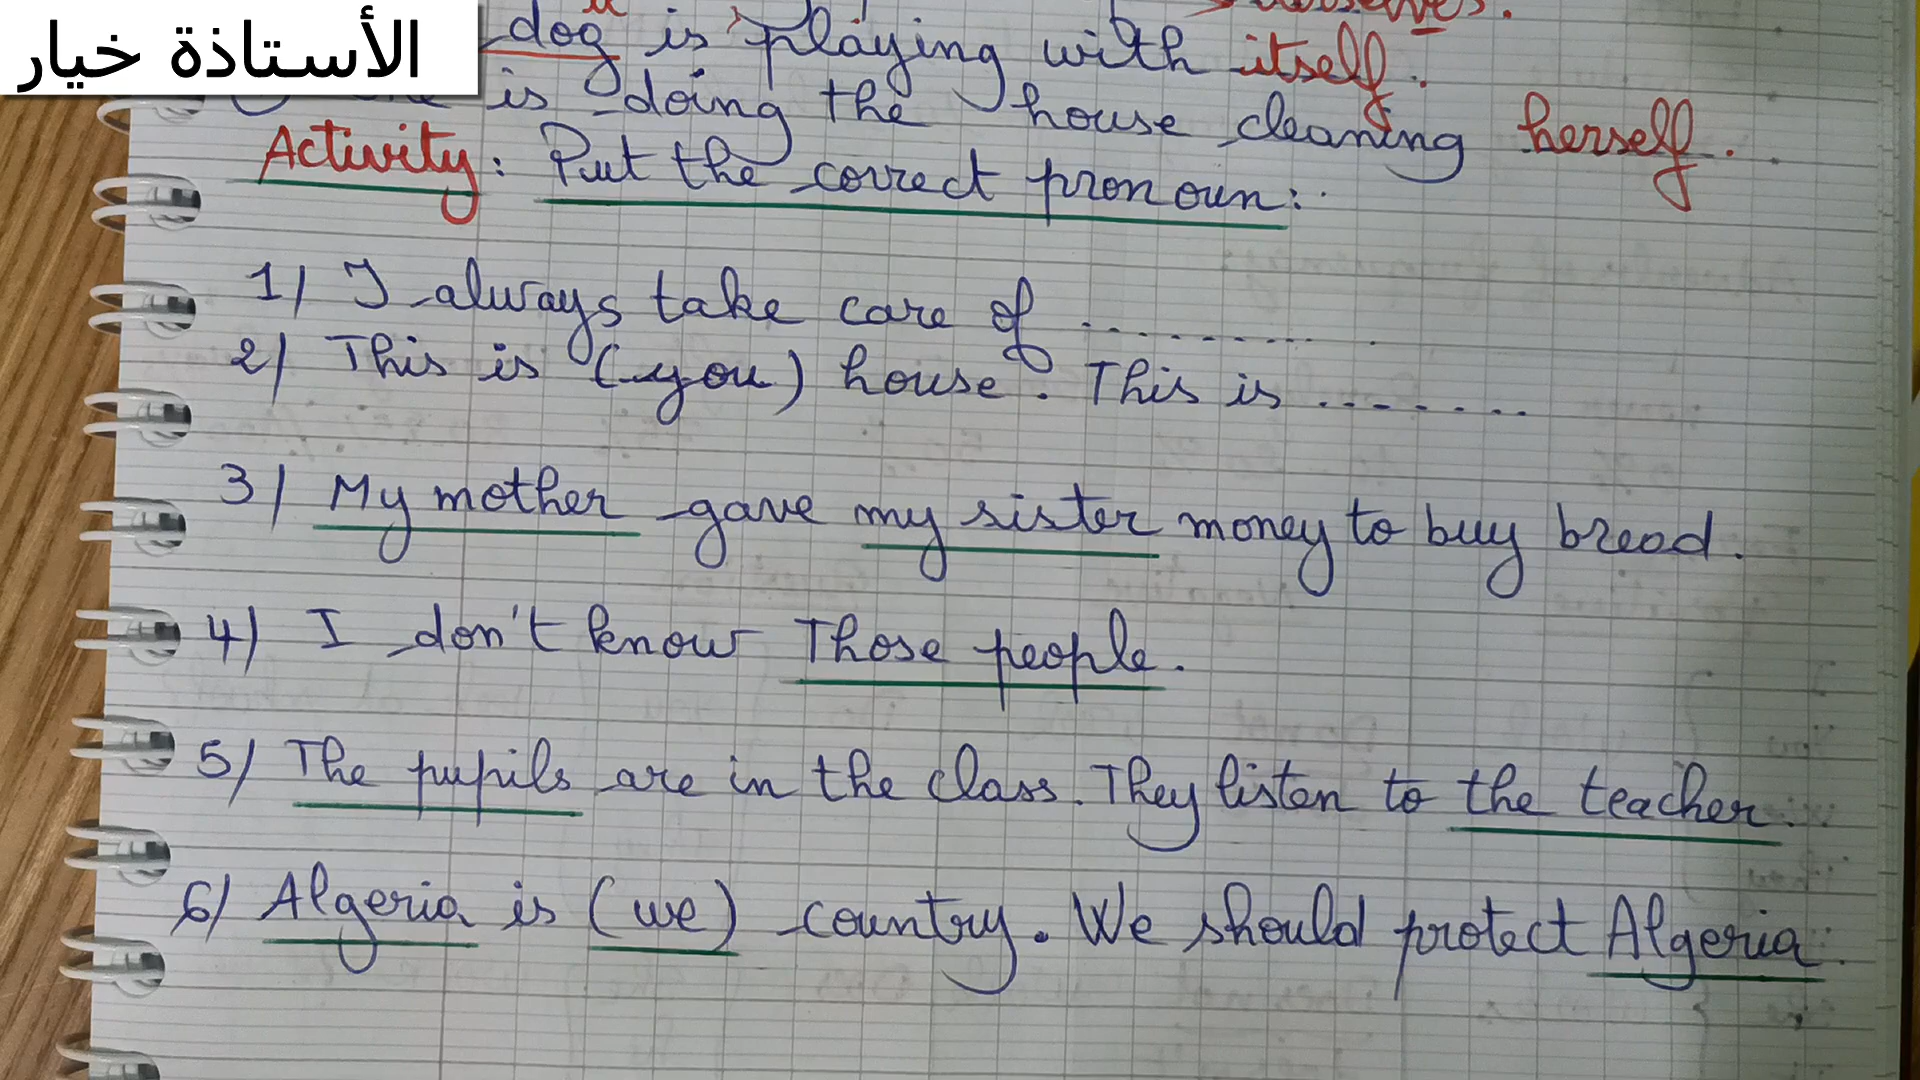 الأستاذة خيار
dog is playing with itself.
is doing the house cleaning herself.
Activity: Put the correct pronoun:
1) I always take care of ..........
2) This is (you) house. This is .......
3) My mother gave my sister money to buy bread.
4) I don't know Those people.
5) The pupils are in the class. They listen to the teacher.
6) Algeria is (we) country. We should protect Algeria.